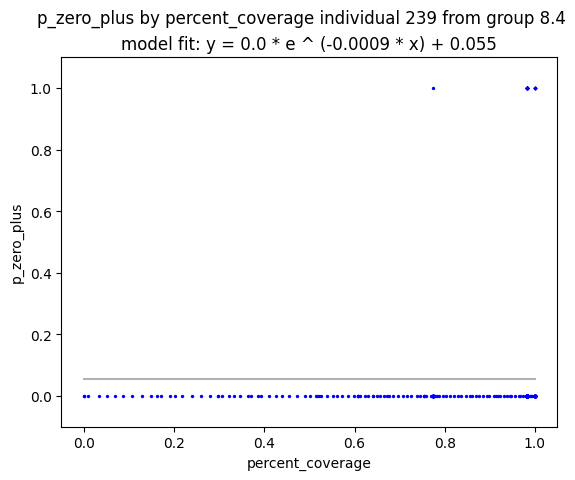 p_zero_plus by percent_coverage individual 239 from group 8.4
model fit: y = 0.0 * e ^ (-0.0009 * x) + 0.055
1.0
0.8
0.6
0.4
0.2
0.0
p_zero_plus
0.0 0.2 0.4 0.6 0.8 1.0
percent_coverage